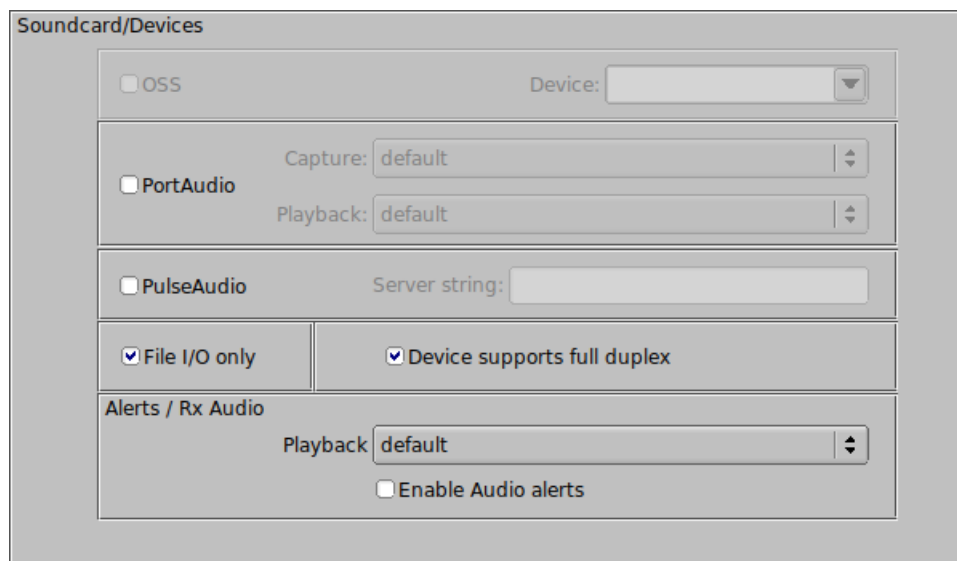 Soundcard/Devices
OSS Device:
Capture: default
PortAudio
Playback: default
PulseAudio Server string:
File I/O only Device supports full duplex
Alerts / Rx Audio
Playback default
Enable Audio alerts